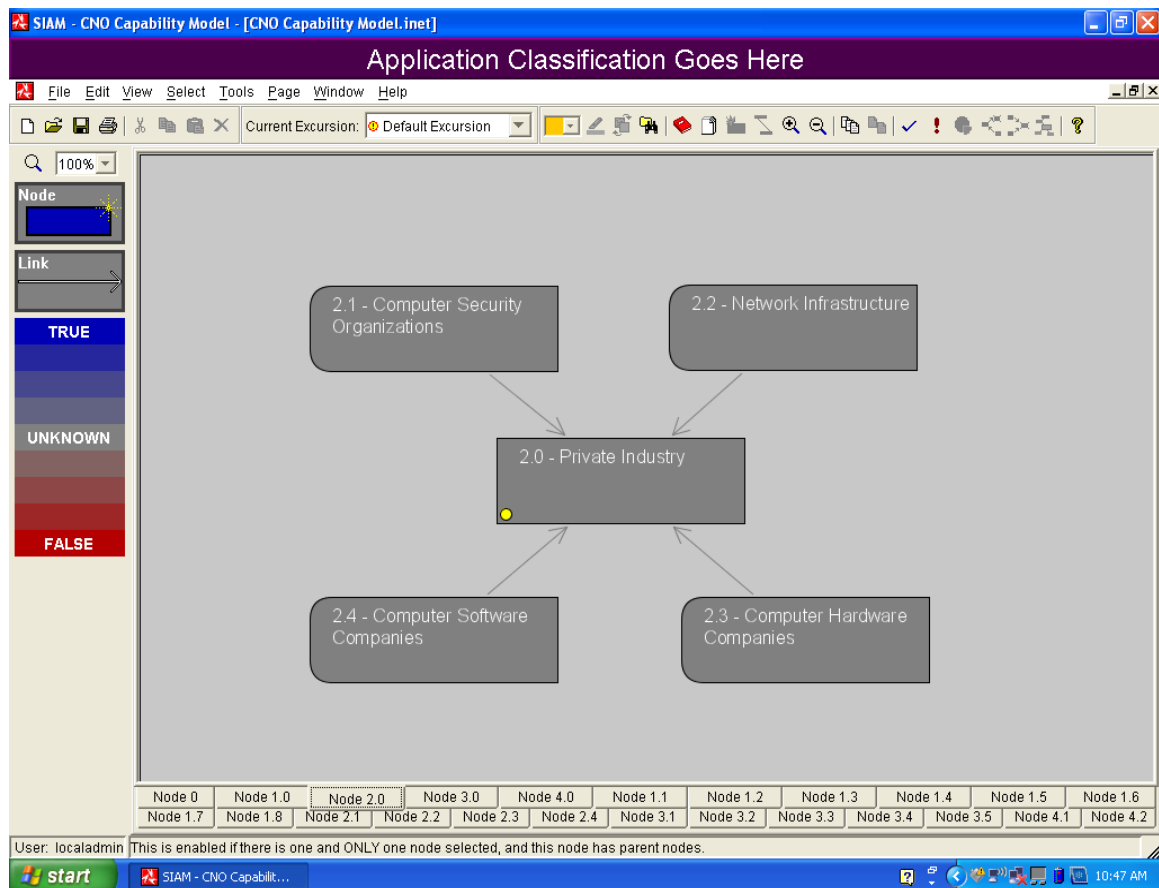 SIAM - CNO Capability Model - [CNO Capability Model.inet]
Application Classification Goes Here
File Edit View Select Tools Page Window Help
Current Excursion: Default Excursion
100%
Node
Link
TRUE
UNKNOWN
FALSE
2.1 - Computer Security
Organizations
2.2 - Network Infrastructure
2.0 - Private Industry
2.4 - Computer Software
Companies
2.3 - Computer Hardware
Companies
Node 0 Node 1.0 Node 2.0 Node 3.0 Node 4.0 Node 1.1 Node 1.2 Node 1.3 Node 1.4 Node 1.5 Node 1.6
Node 1.7 Node 1.8 Node 2.1 Node 2.2 Node 2.3 Node 2.4 Node 3.1 Node 3.2 Node 3.3 Node 3.4 Node 3.5 Node 4.1 Node 4.2
User: localadmin This is enabled if there is one and ONLY one node selected, and this node has parent nodes.
start SIAM - CNO Capabilit... 10:47 AM